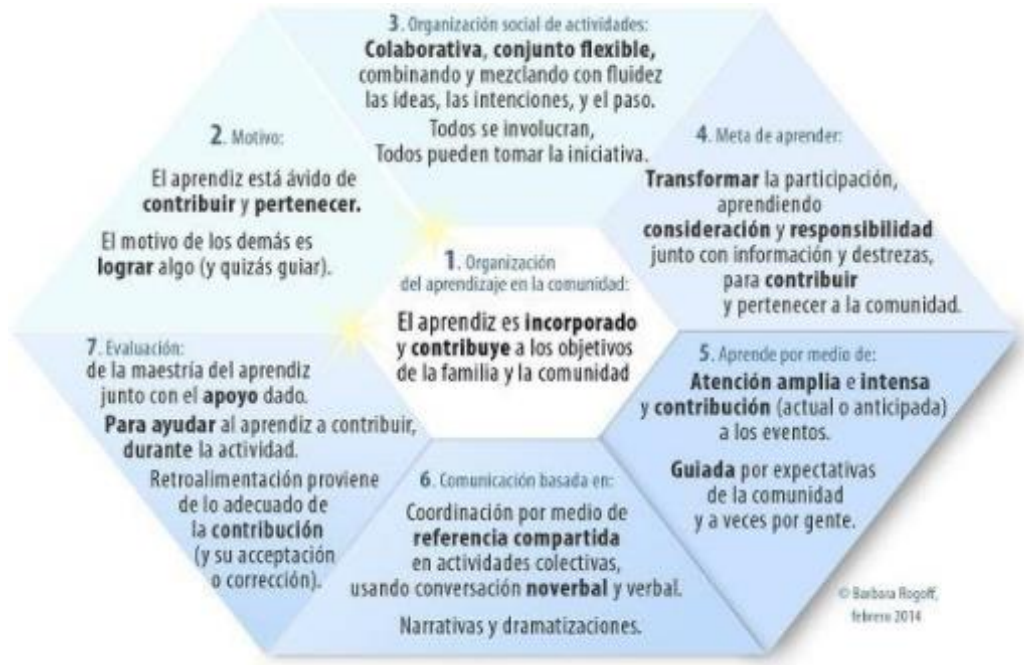 3. Organización social de actividades:
Colaborativa, conjunto flexible,
combinando y mezclando con fluidez
las ideas, las intenciones, y el paso.
Todos se involucran,
Todos pueden tomar la iniciativa.
2. Motivo:
El aprendiz está ávido de
contribuir y pertenecer.
El motivo de los demás es
lograr algo (y quizás guiar).
4. Meta de aprender:
Transformar la participación,
aprendiendo
consideración y responsibilidad
junto con información y destrezas,
para contribuir
y pertenecer a la comunidad.
1. Organización
del aprendizaje en la comunidad:
El aprendiz es incorporado
y contribuye a los objetivos
de la familia y la comunidad
7. Evaluación:
de la maestría del aprendiz
junto con el apoyo dado.
Para ayudar al aprendiz a contribuir,
durante la actividad.
Retroalimentación proviene
de lo adecuado de
la contribución
(y su acceptación
o corrección).
5. Aprende por medio de:
Atención amplia e intensa
y contribución (actual o anticipada)
a los eventos.
Guiada por expectativas
de la comunidad
y a veces por gente.
6. Comunicación basada en:
Coordinación por medio de
referencia compartida
en actividades colectivas,
usando conversación noverbal y verbal.
Narrativas y dramatizaciones.
© Barbara Rogoff,
febrero 2014